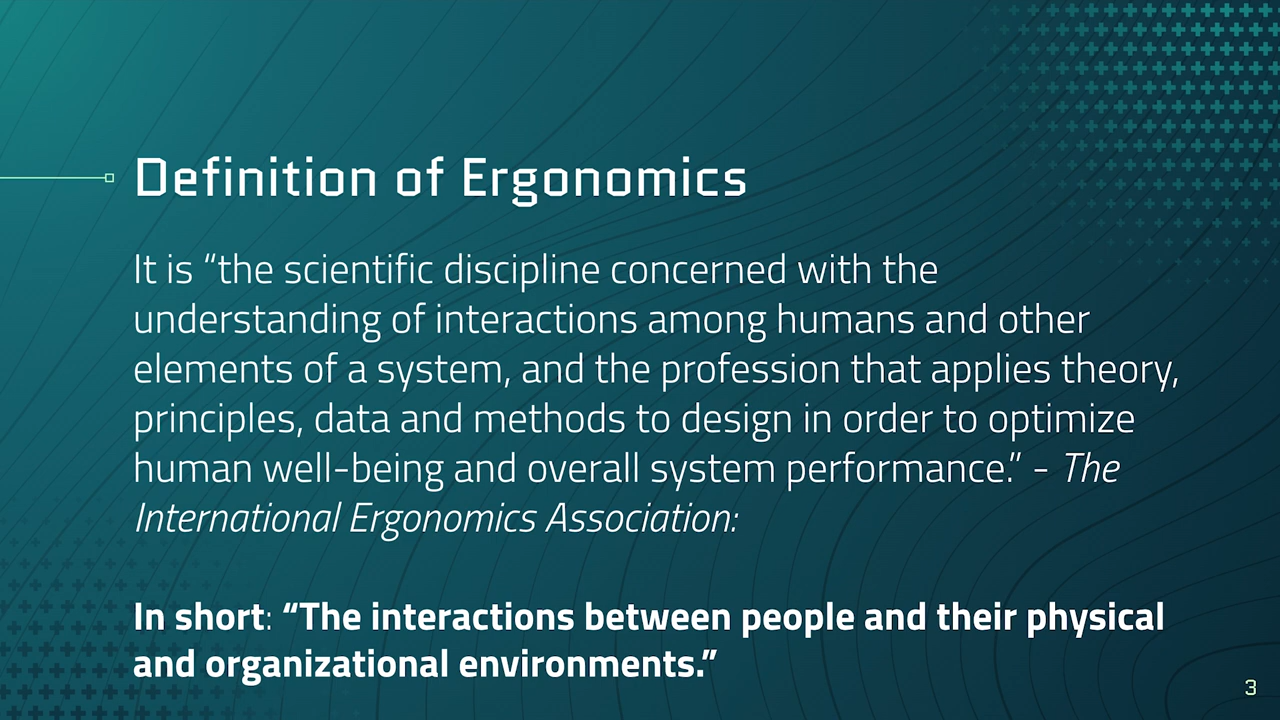 Definition of Ergonomics
It is “the scientific discipline concerned with the
understanding of interactions among humans and other
elements of a system, and the profession that applies theory,
principles, data and methods to design in order to optimize
human well-being and overall system performance.” - The
International Ergonomics Association:
In short: “The interactions between people and their physical
and organizational environments.”
3